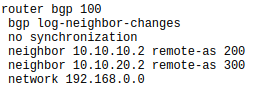 router bgp 100
bgp log-neighbor-changes
no synchronization
neighbor 10.10.10.2 remote-as 200
neighbor 10.10.20.2 remote-as 300
network 192.168.0.0